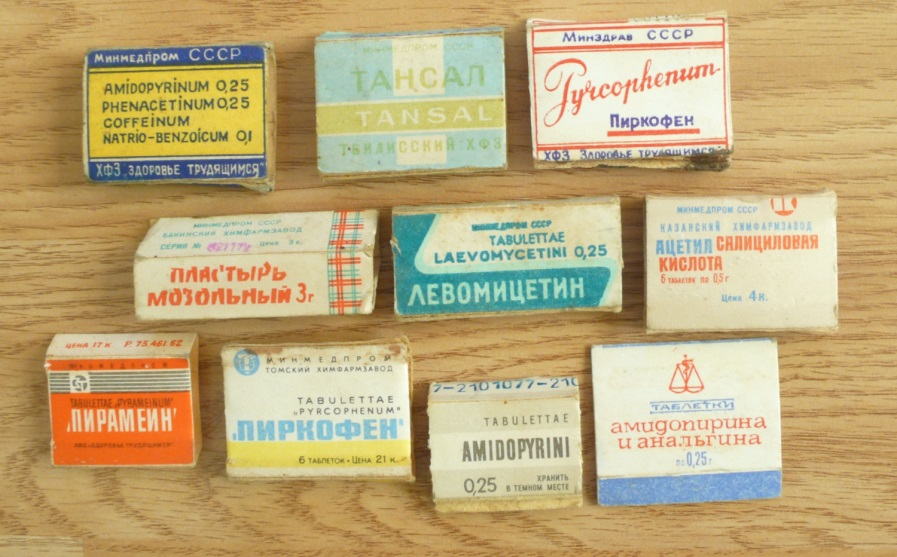 Минмедпром СССР
AMIDOPYRINUM 0,25
PHENACETINUM 0,25
COFFEINUM
NATRIO-BENZOICUM 0,1
ХФЗ „ЗДОРОВЬЕ ТРУДЯЩИМСЯ"
МИНМЕДПРОМ СССР
ТАНСАЛ
TANSAL
ТБИЛИССКИЙ ХФЗ
Минздрав СССР
Pyrcophenum
Пиркофен
ХФЗ Здоровье трудящимся
МИНМЕДПРОМ СССР
БАКИНСКИЙ ХИМФАРМЗАВОД
СЕРИЯ № Цена 3 к.
ПЛАСТЫРЬ
МОЗОЛЬНЫЙ 3г
МИНМЕДПРОМ СССР
TABULETTAE
LAEVOMYCETINI 0,25
ЛЕВОМИЦЕТИН
МИНМЕДПРОМ СССР
КАЗАНСКИЙ ХИМФАРМЗАВОД
АЦЕТИЛСАЛИЦИЛОВАЯ
КИСЛОТА
6 таблеток по 0,5 г
Цена 4 к.
ЦЕНА 17 к. Р. 75.461.52
МИНМЕДПРОМ
TABULETTAE „PYRAMEINUM"
„ПИРАМЕИН"
ХФЗ «ЗДОРОВЬЕ ТРУДЯЩИМСЯ»
МИНМЕДПРОМ
ТОМСКИЙ ХИМФАРМЗАВОД
TABULETTAE
„PYRCOPHENUM"
„ПИРКОФЕН"
6 ТАБЛЕТОК · ЦЕНА 21 к.
7-2101077-210
TABULETTAE
AMIDOPYRINI
0,25 ХРАНИТЬ
В ТЕМНОМ МЕСТЕ
ТАБЛЕТКИ
амидопирина
и анальгина
по 0,25 г